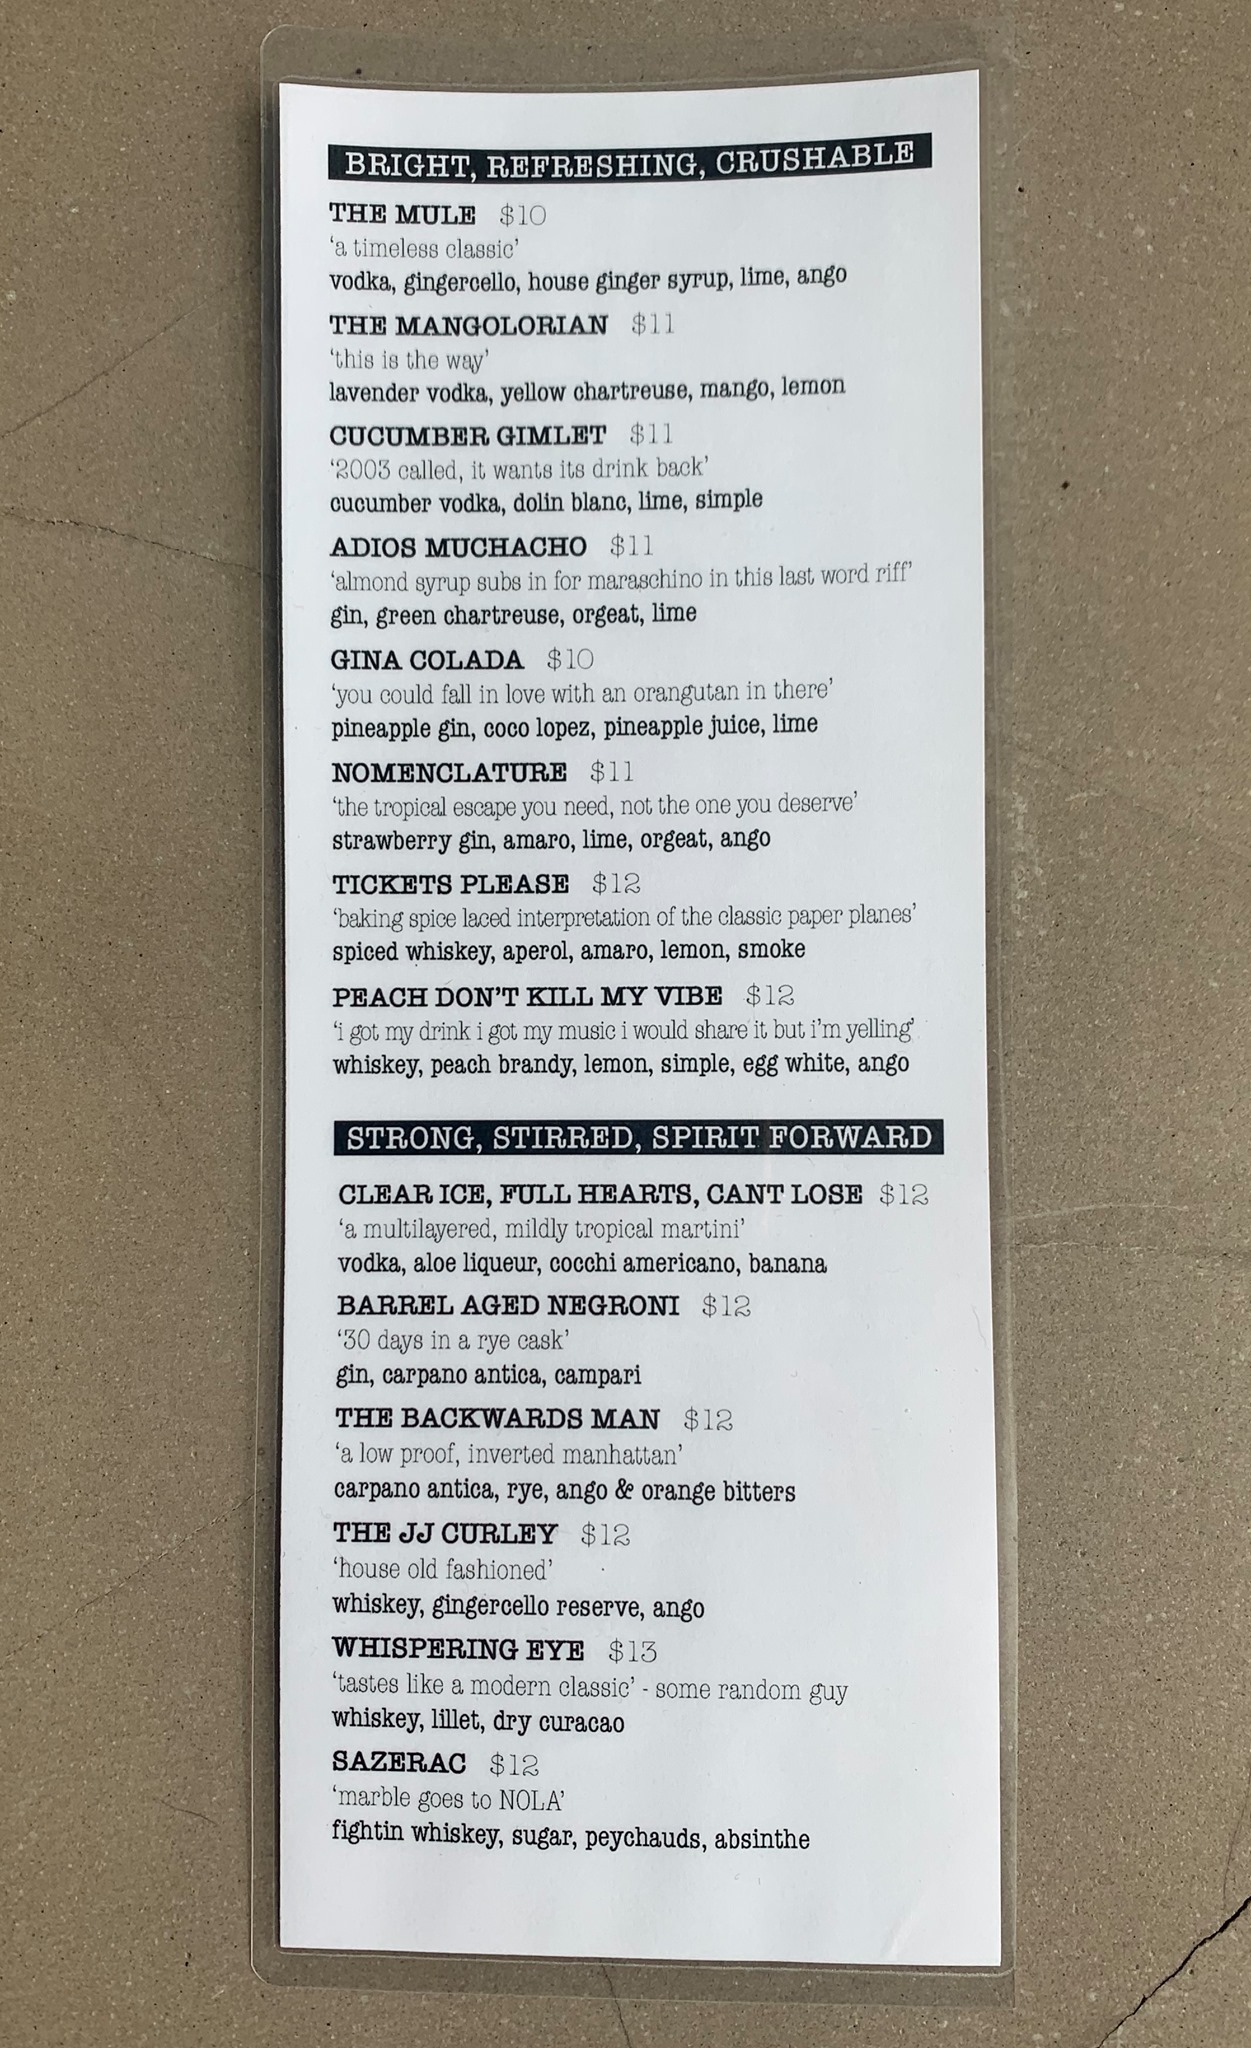 BRIGHT, REFRESHING, CRUSHABLE
THE MULE $10
‘a timeless classic’
vodka, gingercello, house ginger syrup, lime, ango
THE MANGOLORIAN $11
‘this is the way’
lavender vodka, yellow chartreuse, mango, lemon
CUCUMBER GIMLET $11
‘2003 called, it wants its drink back’
cucumber vodka, dolin blanc, lime, simple
ADIOS MUCHACHO $11
‘almond syrup subs in for maraschino in this last word riff’
gin, green chartreuse, orgeat, lime
GINA COLADA $10
‘you could fall in love with an orangutan in there’
pineapple gin, coco lopez, pineapple juice, lime
NOMENCLATURE $11
‘the tropical escape you need, not the one you deserve’
strawberry gin, amaro, lime, orgeat, ango
TICKETS PLEASE $12
‘baking spice laced interpretation of the classic paper planes’
spiced whiskey, aperol, amaro, lemon, smoke
PEACH DON’T KILL MY VIBE $12
‘i got my drink i got my music i would share it but i’m yelling’
whiskey, peach brandy, lemon, simple, egg white, ango
STRONG, STIRRED, SPIRIT FORWARD
CLEAR ICE, FULL HEARTS, CANT LOSE $12
‘a multilayered, mildly tropical martini’
vodka, aloe liqueur, cocchi americano, banana
BARREL AGED NEGRONI $12
‘30 days in a rye cask’
gin, carpano antica, campari
THE BACKWARDS MAN $12
‘a low proof, inverted manhattan’
carpano antica, rye, ango & orange bitters
THE JJ CURLEY $12
‘house old fashioned’
whiskey, gingercello reserve, ango
WHISPERING EYE $13
‘tastes like a modern classic’ - some random guy
whiskey, lillet, dry curacao
SAZERAC $12
‘marble goes to NOLA’
fightin whiskey, sugar, peychauds, absinthe